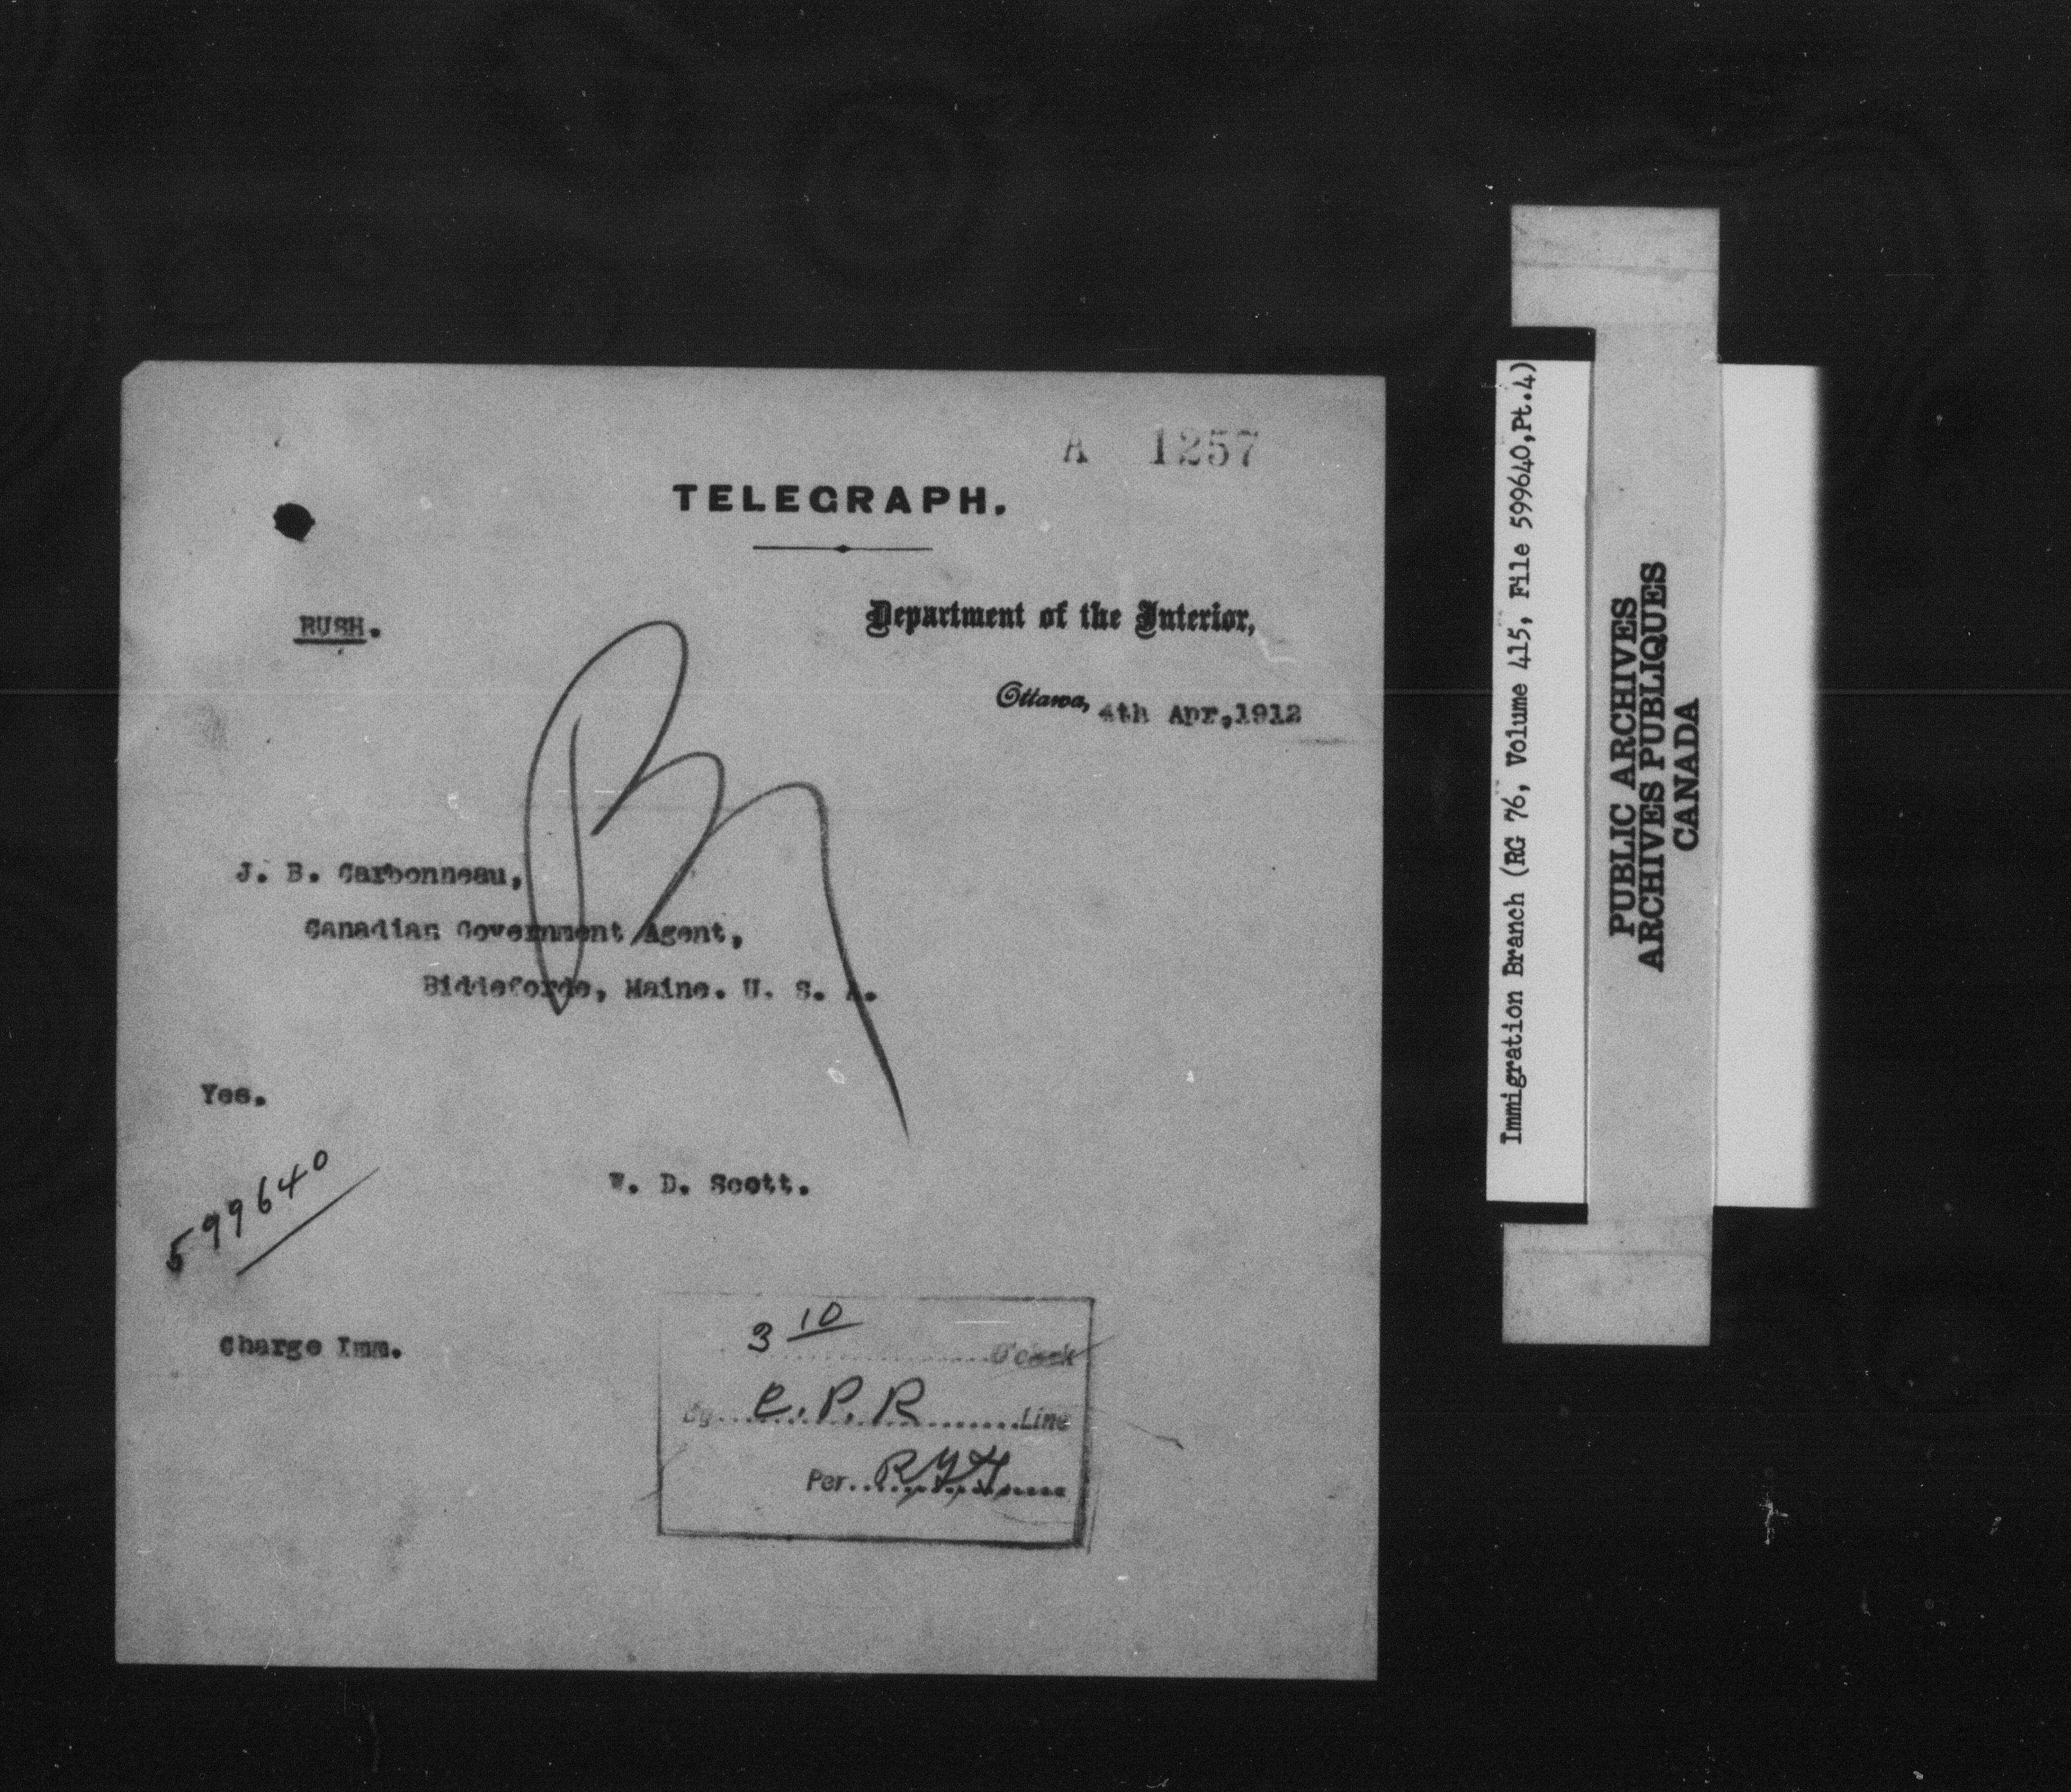 A 1257
TELEGRAPH.
RUSH.
Department of the Interior,
Ottawa, 4th Apr,1912
J. B. Carbonneau,
Canadian Government Agent,
Biddeforde, Maine. U. S. A.
Yes.
W. D. Scott.
599640
Charge Imm.
3 10 O'clock
By C.P.R Line
Per
Immigration Branch (RG 76, Volume 415, File 599640,Pt.4)
PUBLIC ARCHIVES
ARCHIVES PUBLIQUES
CANADA